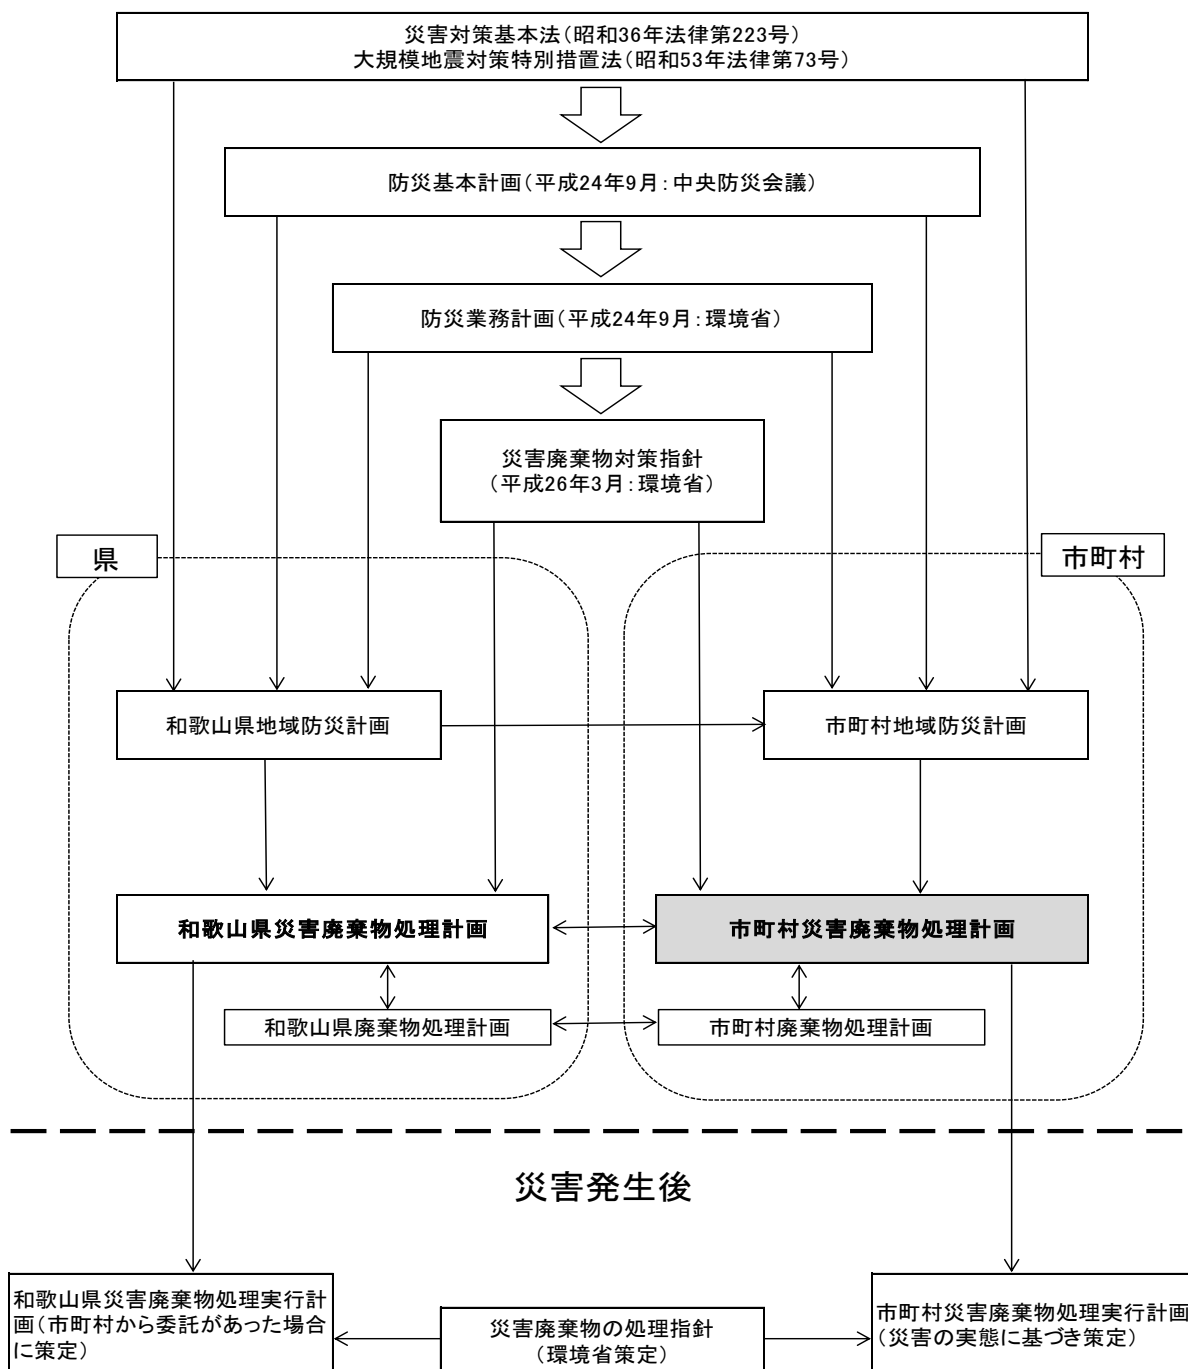 災害対策基本法(昭和36年法律第223号)
大規模地震対策特別措置法(昭和53年法律第73号)
防災基本計画(平成24年9月:中央防災会議)
防災業務計画(平成24年9月:環境省)
災害廃棄物対策指針
(平成26年3月:環境省)
県
市町村
和歌山県地域防災計画
市町村地域防災計画
和歌山県災害廃棄物処理計画
市町村災害廃棄物処理計画
和歌山県廃棄物処理計画
市町村廃棄物処理計画
災害発生後
和歌山県災害廃棄物処理実行計
画(市町村から委託があった場合
に策定)
災害廃棄物の処理指針
(環境省策定)
市町村災害廃棄物処理実行計画
(災害の実態に基づき策定)